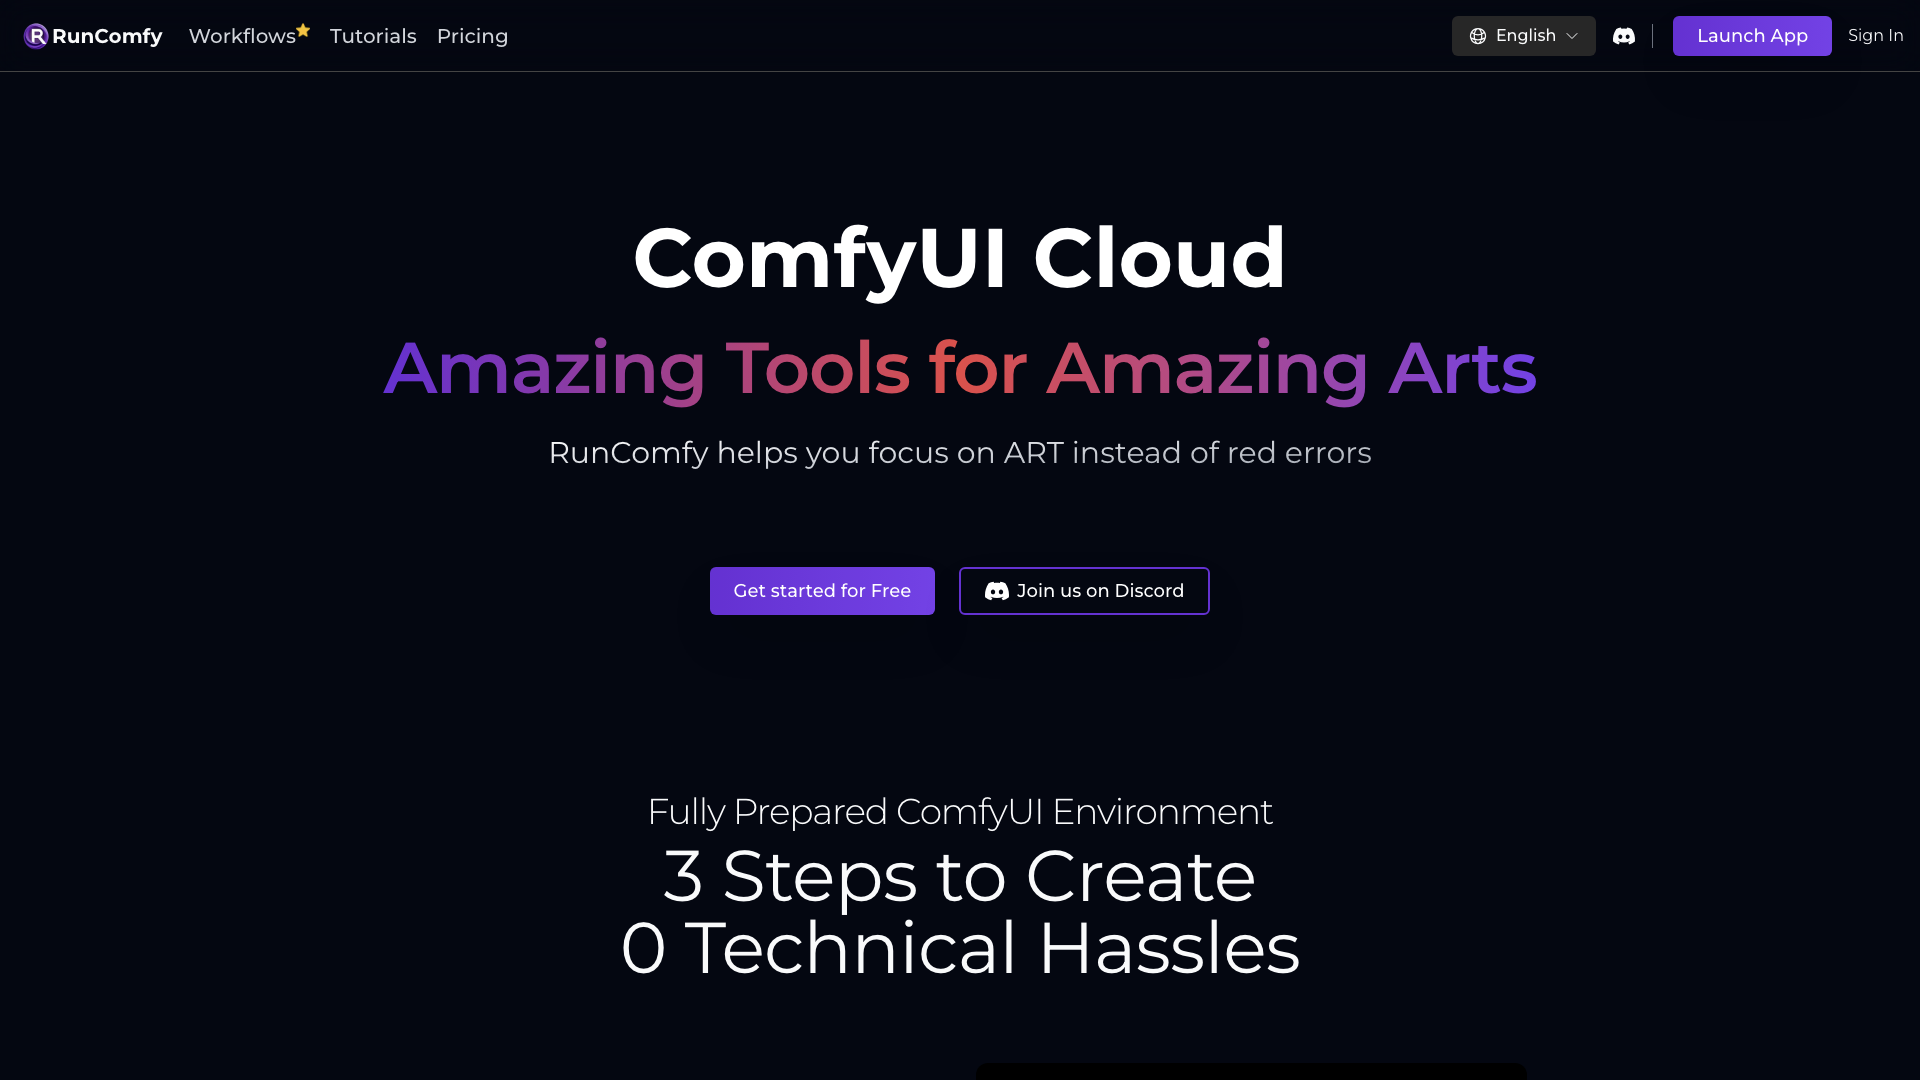 RunComfy
Workflows
Tutorials
Pricing
English
Launch App
Sign In
ComfyUI Cloud
Amazing Tools for Amazing Arts
RunComfy helps you focus on ART instead of red errors
Get started for Free
Join us on Discord
Fully Prepared ComfyUI Environment
3 Steps to Create
0 Technical Hassles